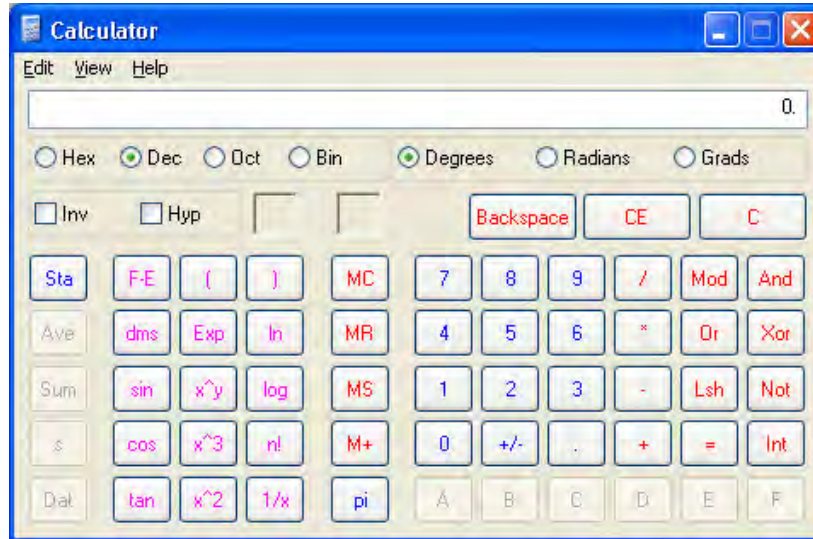 Calculator
Edit View Help
0.
Hex Dec Oct Bin Degrees Radians Grads
Inv Hyp Backspace CE C
Sta F-E ( ) MC 7 8 9 / Mod And
Ave dms Exp ln MR 4 5 6 * Or Xor
Sum sin x^y log MS 1 2 3 - Lsh Not
s cos x^3 n! M+ 0 +/- . + = Int
Dat tan x^2 1/x pi A B C D E F